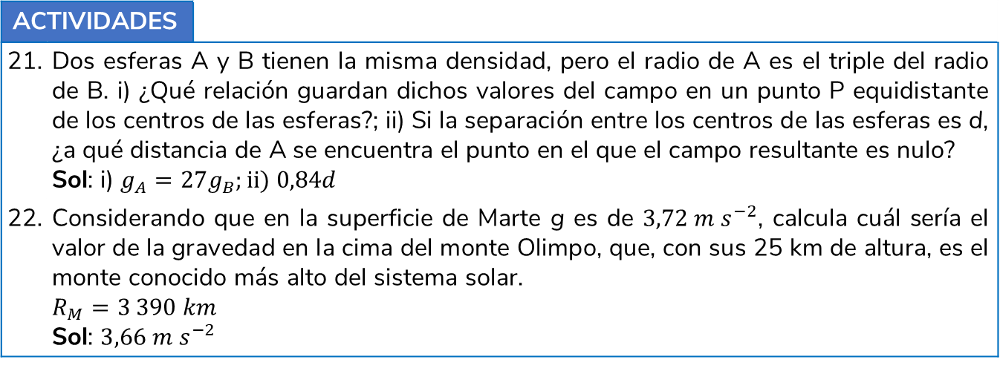 ACTIVIDADES
21. Dos esferas A y B tienen la misma densidad, pero el radio de A es el triple del radio
de B. i) ¿Qué relación guardan dichos valores del campo en un punto P equidistante
de los centros de las esferas?; ii) Si la separación entre los centros de las esferas es d,
¿a qué distancia de A se encuentra el punto en el que el campo resultante es nulo?
Sol: i) g_A = 27g_B; ii) 0,84d
22. Considerando que en la superficie de Marte g es de 3,72 m s⁻², calcula cuál sería el
valor de la gravedad en la cima del monte Olimpo, que, con sus 25 km de altura, es el
monte conocido más alto del sistema solar.
R_M = 3 390 km
Sol: 3,66 m s⁻²